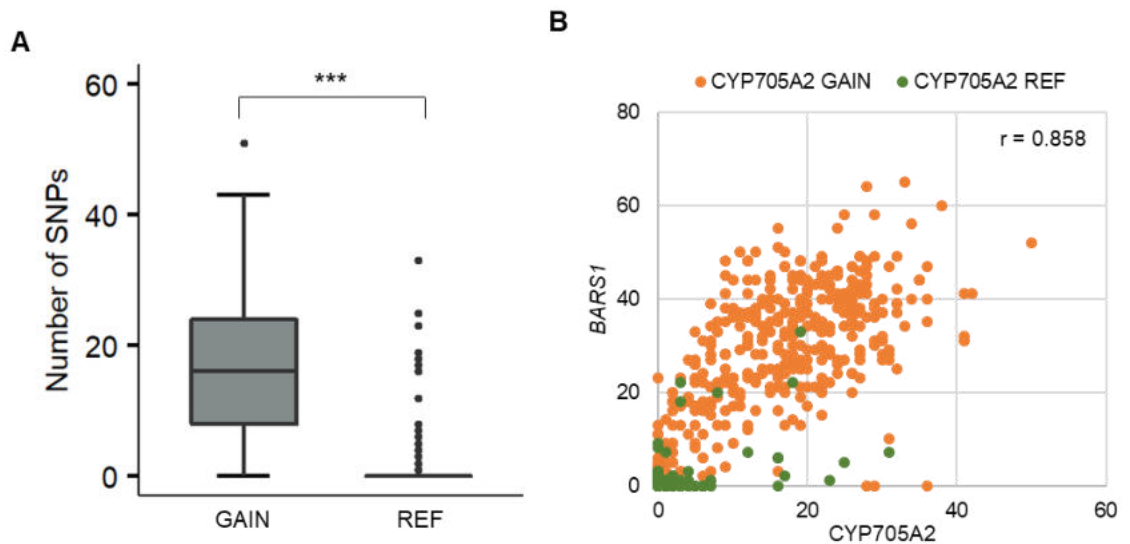 A
Number of SNPs
60
40
20
0
***
GAIN
REF
B
CYP705A2 GAIN
CYP705A2 REF
r = 0.858
BARS1
80
60
40
20
0
0
20
40
60
CYP705A2